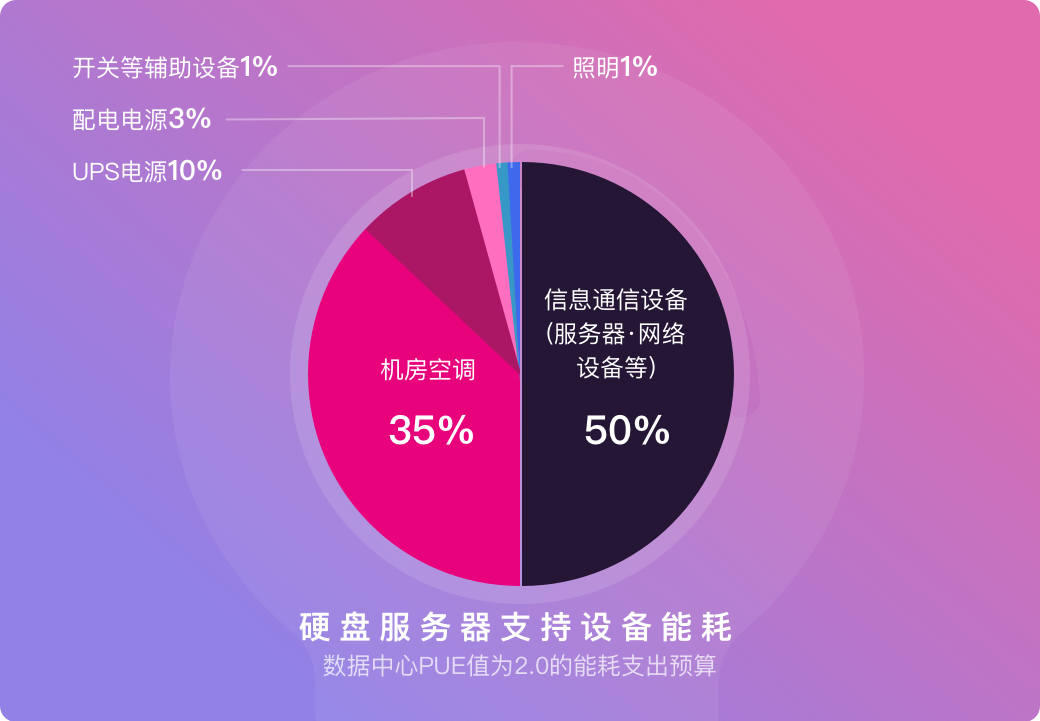 开关等辅助设备1%
照明1%
配电电源3%
UPS电源10%
信息通信设备
(服务器·网络
设备等)
机房空调
35%
50%
硬盘服务器支持设备能耗
数据中心PUE值为2.0的能耗支出预算